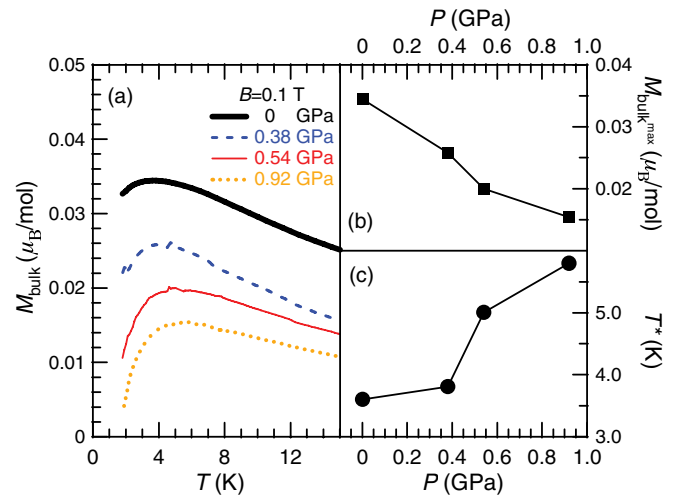 P (GPa)
0 0.2 0.4 0.6 0.8 1.0
0.05
0.04
0.03
0.02
0.01
0
M_bulk (μ_B/mol)
(a)
B=0.1 T
0 GPa
0.38 GPa
0.54 GPa
0.92 GPa
0 4 8 12
T (K)
(b)
0.04
0.03
0.02
M_bulk^max (μ_B/mol)
(c)
5.0
4.0
3.0
T* (K)
0 0.2 0.4 0.6 0.8 1.0
P (GPa)